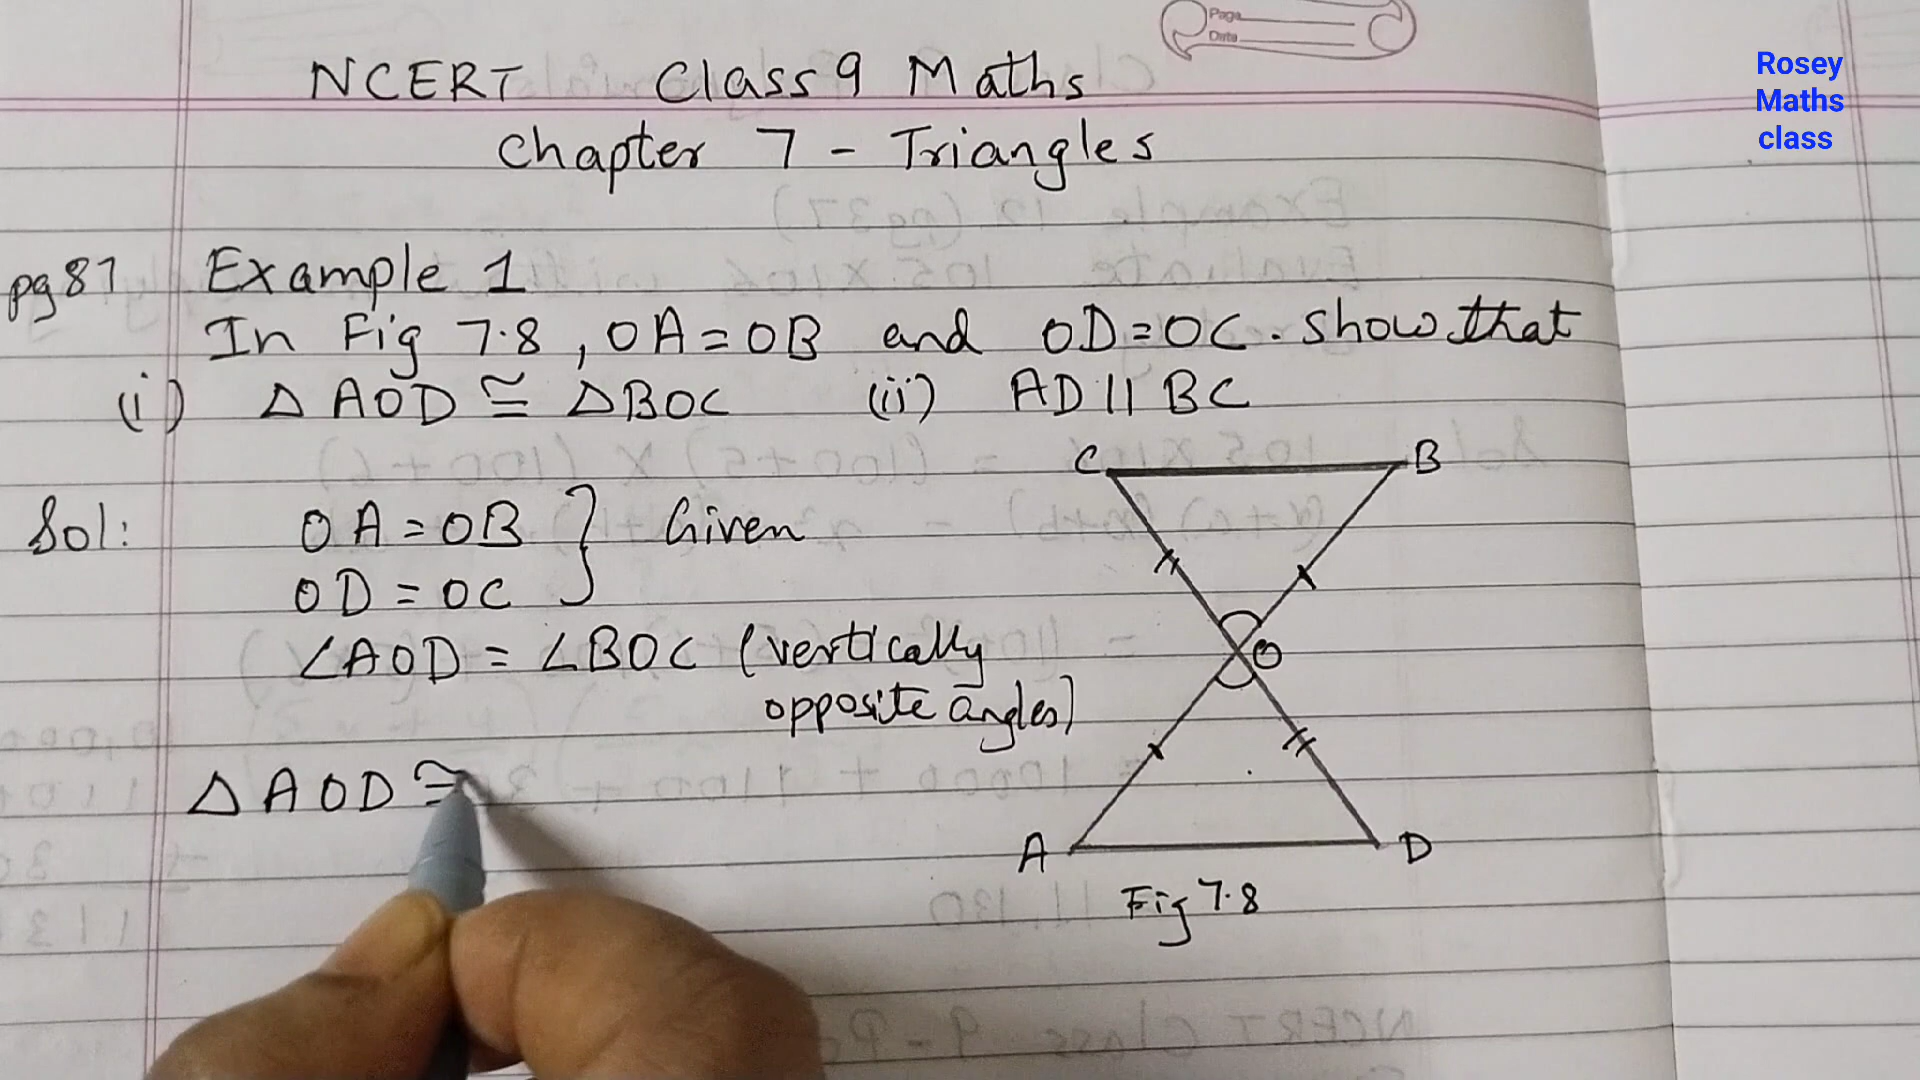 Page
Date
NCERT Class 9 Maths
Chapter 7 - Triangles
Rosey
Maths
class
pg 87 Example 1
In Fig 7.8, OA = OB and OD = OC. Show that
(i) △ AOD ≅ △BOC (ii) AD || BC
Sol: OA = OB } Given
OD = OC
∠AOD = ∠BOC (vertically
opposite angles)
△ AOD ≅
C B
O
A D
Fig 7.8